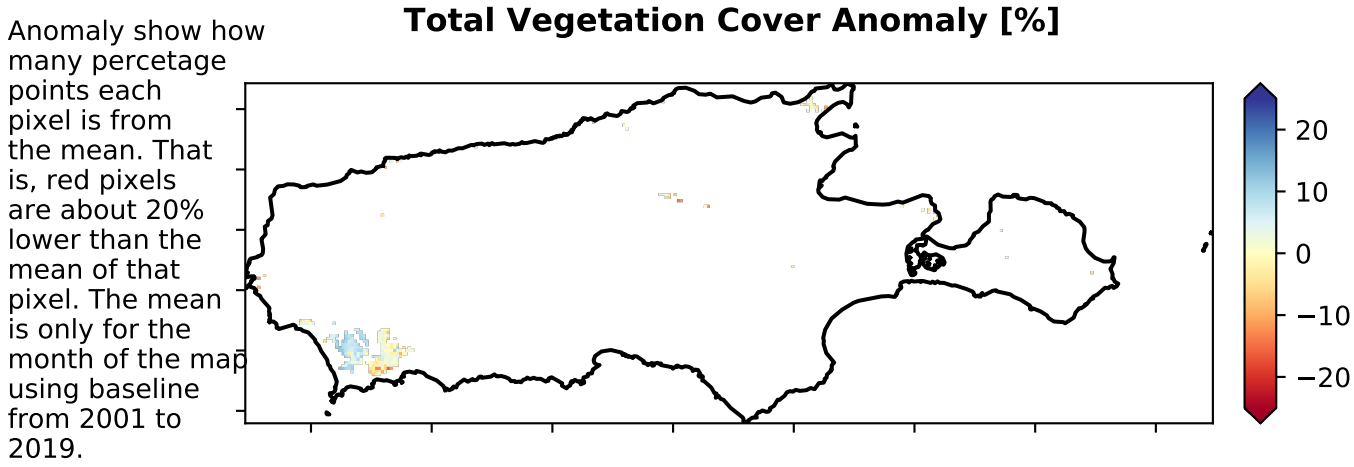 Total Vegetation Cover Anomaly [%]
Anomaly show how
many percetage
points each
pixel is from
the mean. That
is, red pixels
are about 20%
lower than the
mean of that
pixel. The mean
is only for the
month of the map
using baseline
from 2001 to
2019.
20
10
0
−10
−20